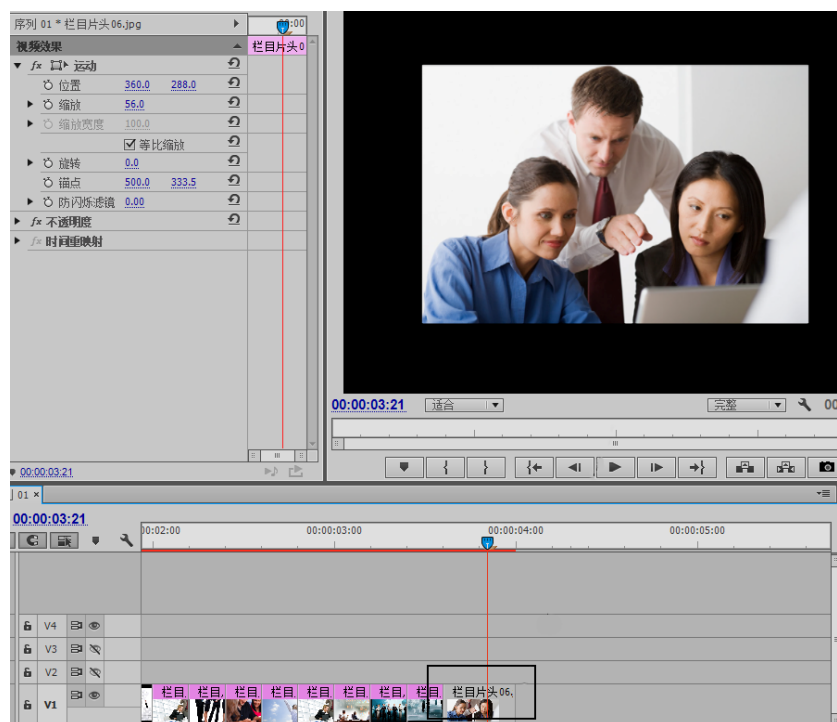 序列 01 * 栏目片头06.jpg
:00
视频效果
栏目片头0
fx 运动
位置 360.0 288.0
缩放 56.0
缩放宽度 100.0
等比缩放
旋转 0.0
锚点 500.0 333.5
防闪烁滤镜 0.00
fx 不透明度
fx 时间重映射
00:00:03:21 适合 完整 00
00:00:03:21
01 ×
00:00:03:21
00:02:00 00:00:03:00 00:00:04:00 00:00:05:00
V4
V3
V2
栏目 栏目, 栏目 栏目 栏目 栏目 栏目, 栏目 栏目片头06.
V1